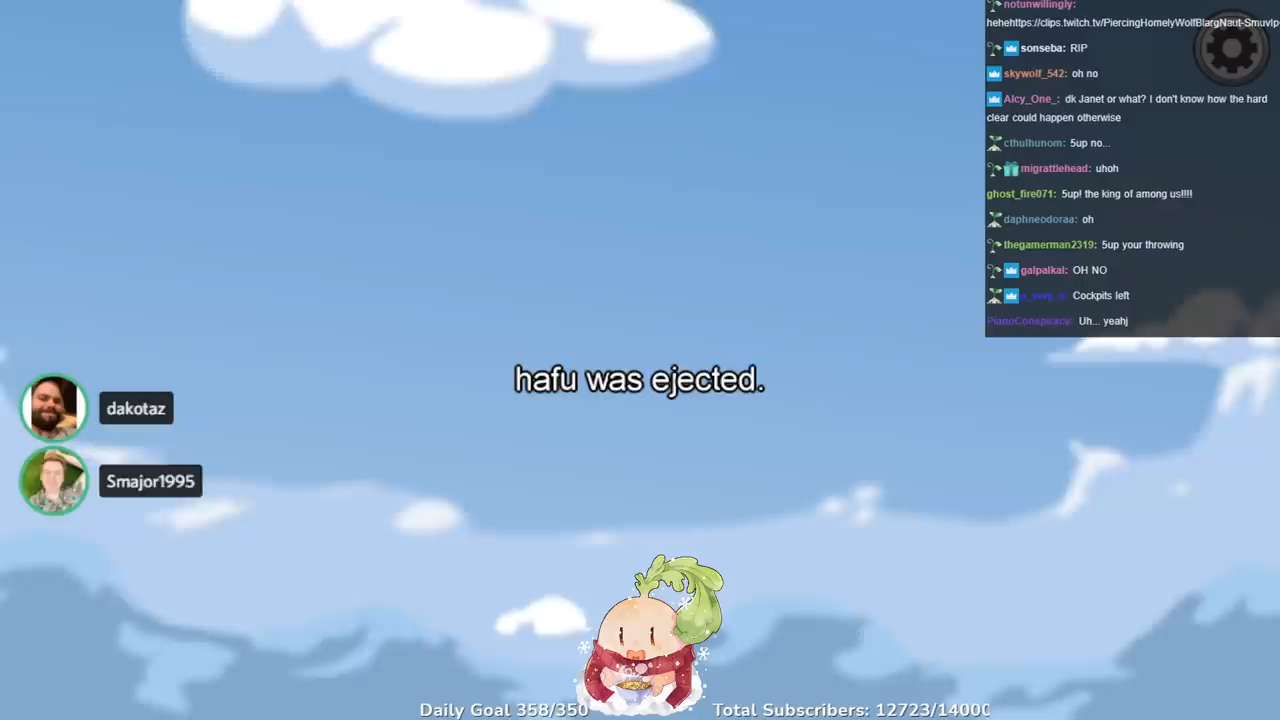 notunwillingly:
hehehttps://clips.twitch.tv/PiercingHomelyWolfBlargNaut-Smuvlp
sonseba: RIP
skywolf_542: oh no
Alcy_One_: dk Janet or what? I don't know how the hard
clear could happen otherwise
cthulhunom: 5up no...
migrattlehead: uhoh
ghost_fire071: 5up! the king of among us!!!!
daphneodoraa: oh
thegamerman2319: 5up your throwing
galpalkal: OH NO
Cockpits left
PianoConspiracy: Uh... yeahj
hafu was ejected.
dakotaz
Smajor1995
Daily Goal 358/350
Total Subscribers: 12723/14000